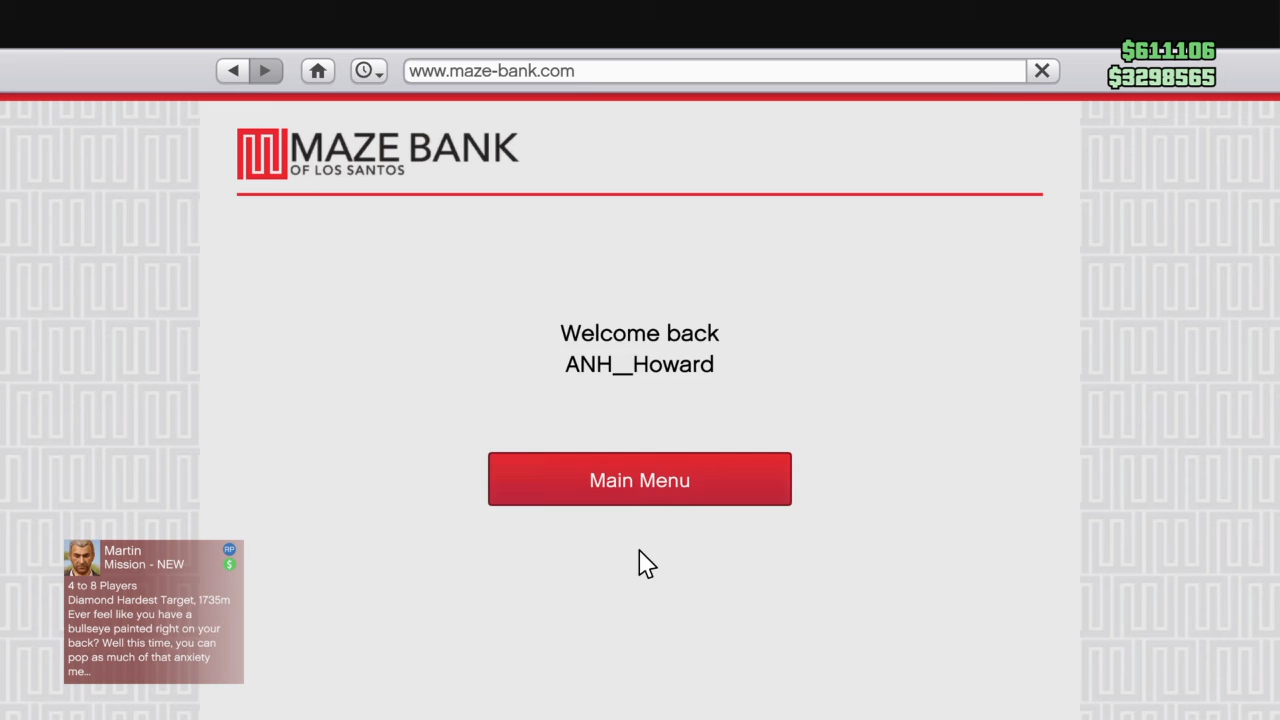 $611106
www.maze-bank.com
$3298565
MAZE BANK
OF LOS SANTOS
Welcome back
ANH__Howard
Main Menu
Martin
RP
Mission - NEW
$
4 to 8 Players
Diamond Hardest Target, 1735m
Ever feel like you have a
bullseye painted right on your
back? Well this time, you can
pop as much of that anxiety
me...